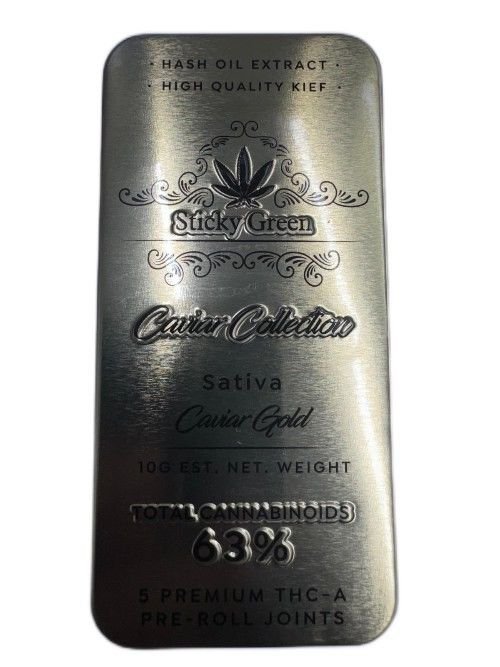 · HASH OIL EXTRACT ·
· HIGH QUALITY KIEF ·
Sticky Green
Caviar Collection
Sativa
Caviar Gold
10G EST. NET. WEIGHT
TOTAL CANNABINOIDS
63%
5 PREMIUM THC-A
PRE-ROLL JOINTS